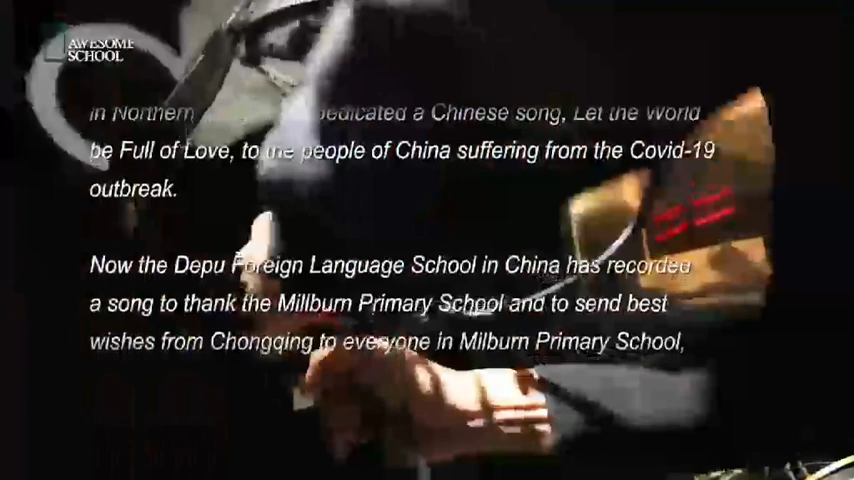 AWESOME
SCHOOL
in Northern dedicated a Chinese song, Let the World
be Full of Love, to the people of China suffering from the Covid-19
outbreak.
Now the Depu Foreign Language School in China has recorded
a song to thank the Millburn Primary School and to send best
wishes from Chongqing to everyone in Milburn Primary School,